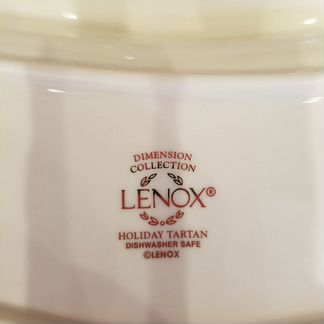 DIMENSION
COLLECTION
LENOX®
HOLIDAY TARTAN
DISHWASHER SAFE
©LENOX